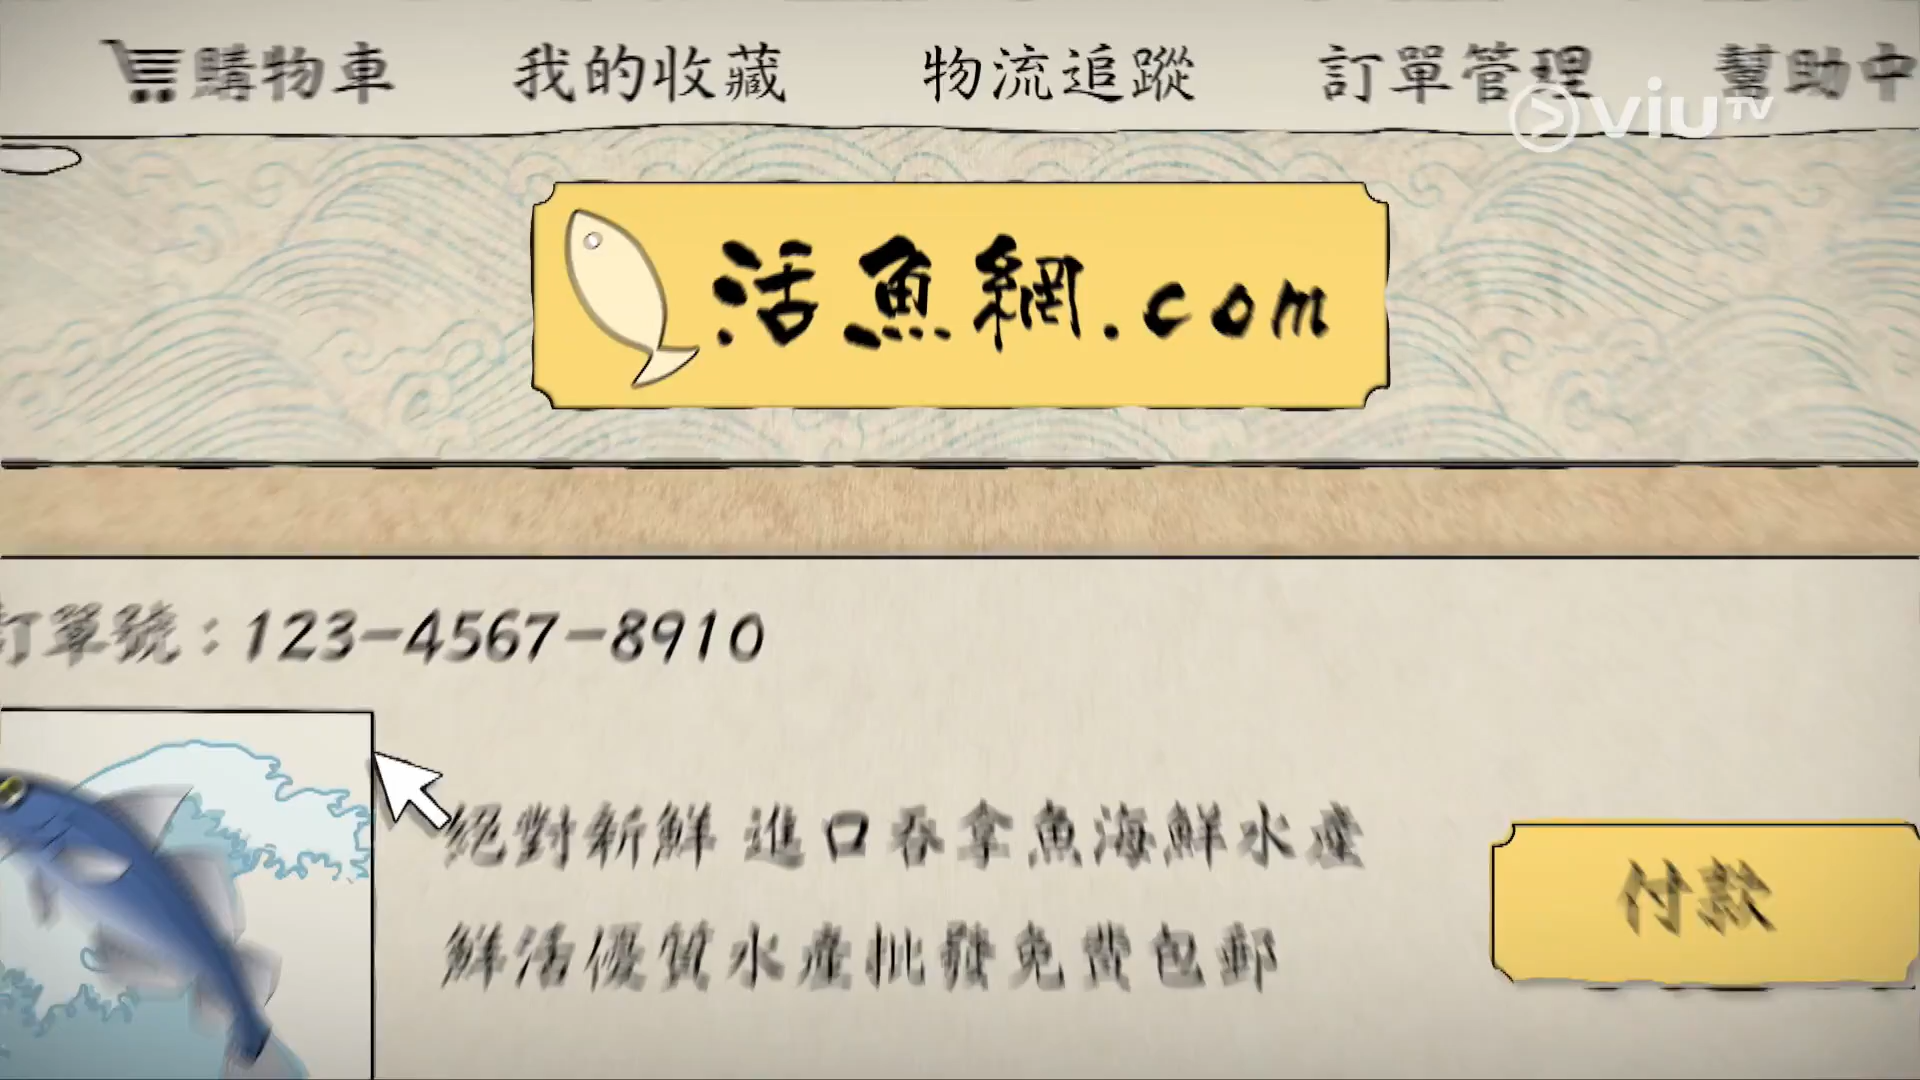 購物車 我的收藏 物流追蹤 訂單管理 幫助中
viuTV
活魚網.com
訂單號：123-4567-8910
絕對新鮮 進口吞拿魚海鮮水產
鮮活優質水產批發免費包郵
付款